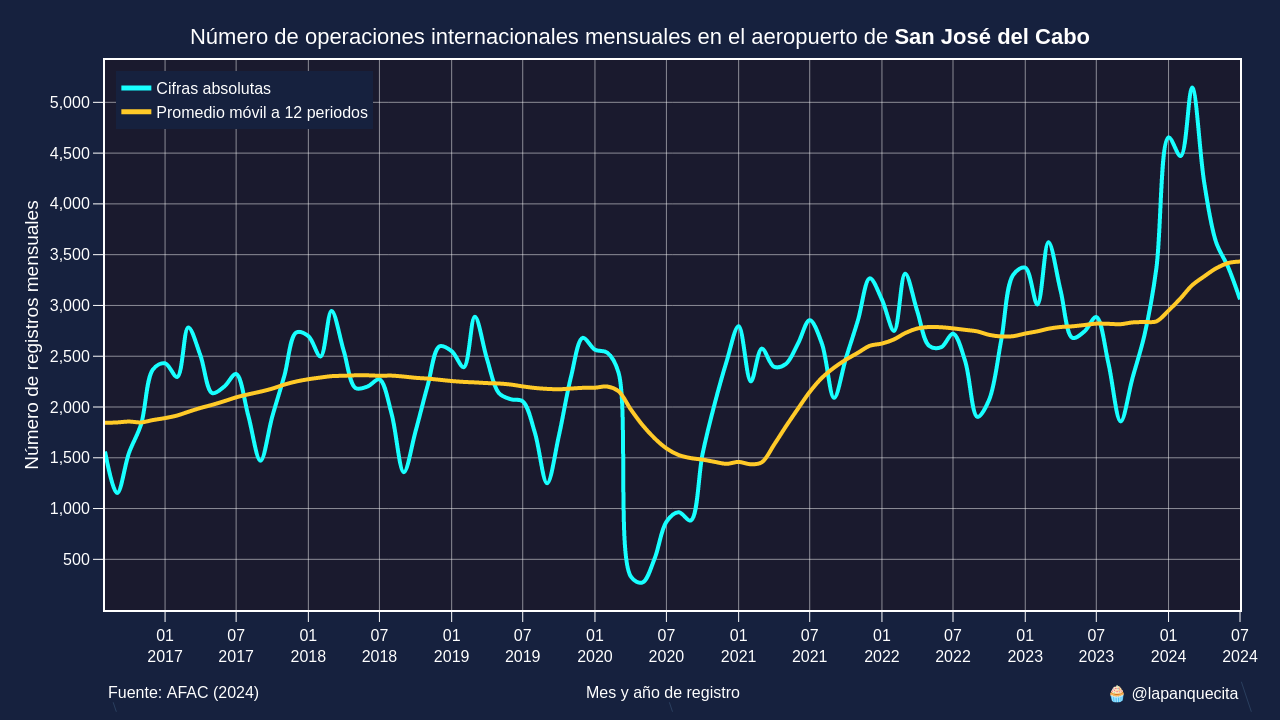 Número de operaciones internacionales mensuales en el aeropuerto de San José del Cabo
Cifras absolutas
Promedio móvil a 12 periodos
Número de registros mensuales
5,000
4,500
4,000
3,500
3,000
2,500
2,000
1,500
1,000
500
01 07 01 07 01 07 01 07 01 07 01 07 01 07 01 07
2017 2017 2018 2018 2019 2019 2020 2020 2021 2021 2022 2022 2023 2023 2024 2024
Fuente: AFAC (2024) Mes y año de registro 🧁 @lapanquecita